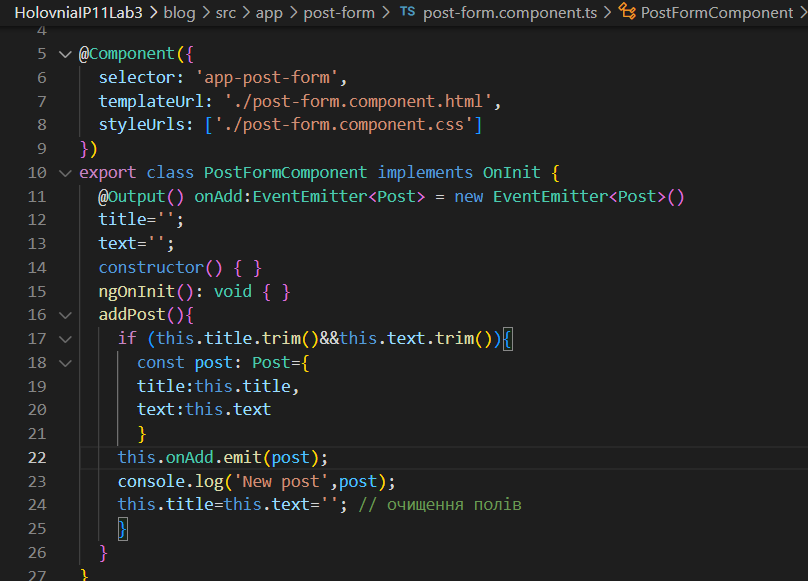 HolovniaIP11Lab3 > blog > src > app > post-form > TS post-form.component.ts > PostFormComponent >
4
5 @Component({
6 selector: 'app-post-form',
7 templateUrl: './post-form.component.html',
8 styleUrls: ['./post-form.component.css']
9 })
10 export class PostFormComponent implements OnInit {
11 @Output() onAdd:EventEmitter<Post> = new EventEmitter<Post>()
12 title='';
13 text='';
14 constructor() { }
15 ngOnInit(): void { }
16 addPost(){
17 if (this.title.trim()&&this.text.trim()){
18 const post: Post={
19 title:this.title,
20 text:this.text
21 }
22 this.onAdd.emit(post);
23 console.log('New post',post);
24 this.title=this.text=''; // очищення полів
25 }
26 }
27 }